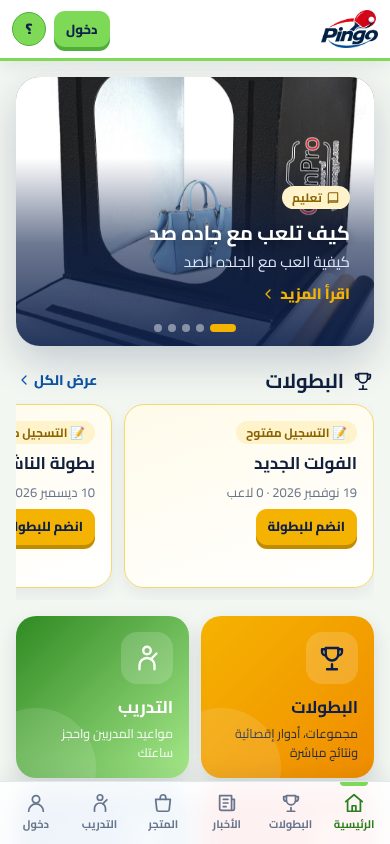 Pingo
دخول
؟
تعليم
كيف تلعب مع جاده صد
كيفية العب مع الجلده الصد
اقرأ المزيد
البطولات
عرض الكل
📝 التسجيل مفتوح
الفولت الجديد
19 نوفمبر 2026 · 0 لاعب
انضم للبطولة
📝 التسجيل
بطولة
10 ديسمبر
انضم
البطولات
مجموعات، أدوار إقصائية
ونتائج مباشرة
التدريب
مواعيد المدربين واحجز
ساعتك
الرئيسية
البطولات
الأخبار
المتجر
التدريب
دخول